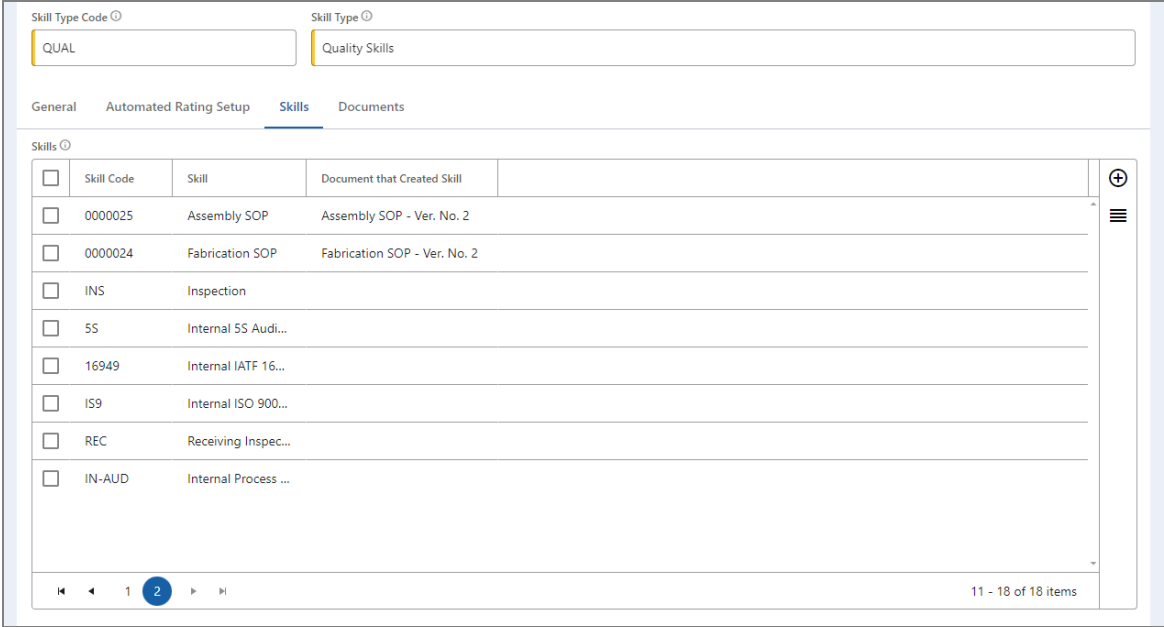 Skill Type Code Skill Type
QUAL Quality Skills
General Automated Rating Setup Skills Documents
Skills
Skill Code Skill Document that Created Skill
0000025 Assembly SOP Assembly SOP - Ver. No. 2
0000024 Fabrication SOP Fabrication SOP - Ver. No. 2
INS Inspection
5S Internal 5S Audi...
16949 Internal IATF 16...
IS9 Internal ISO 900...
REC Receiving Inspec...
IN-AUD Internal Process ...
1 2 11 - 18 of 18 items